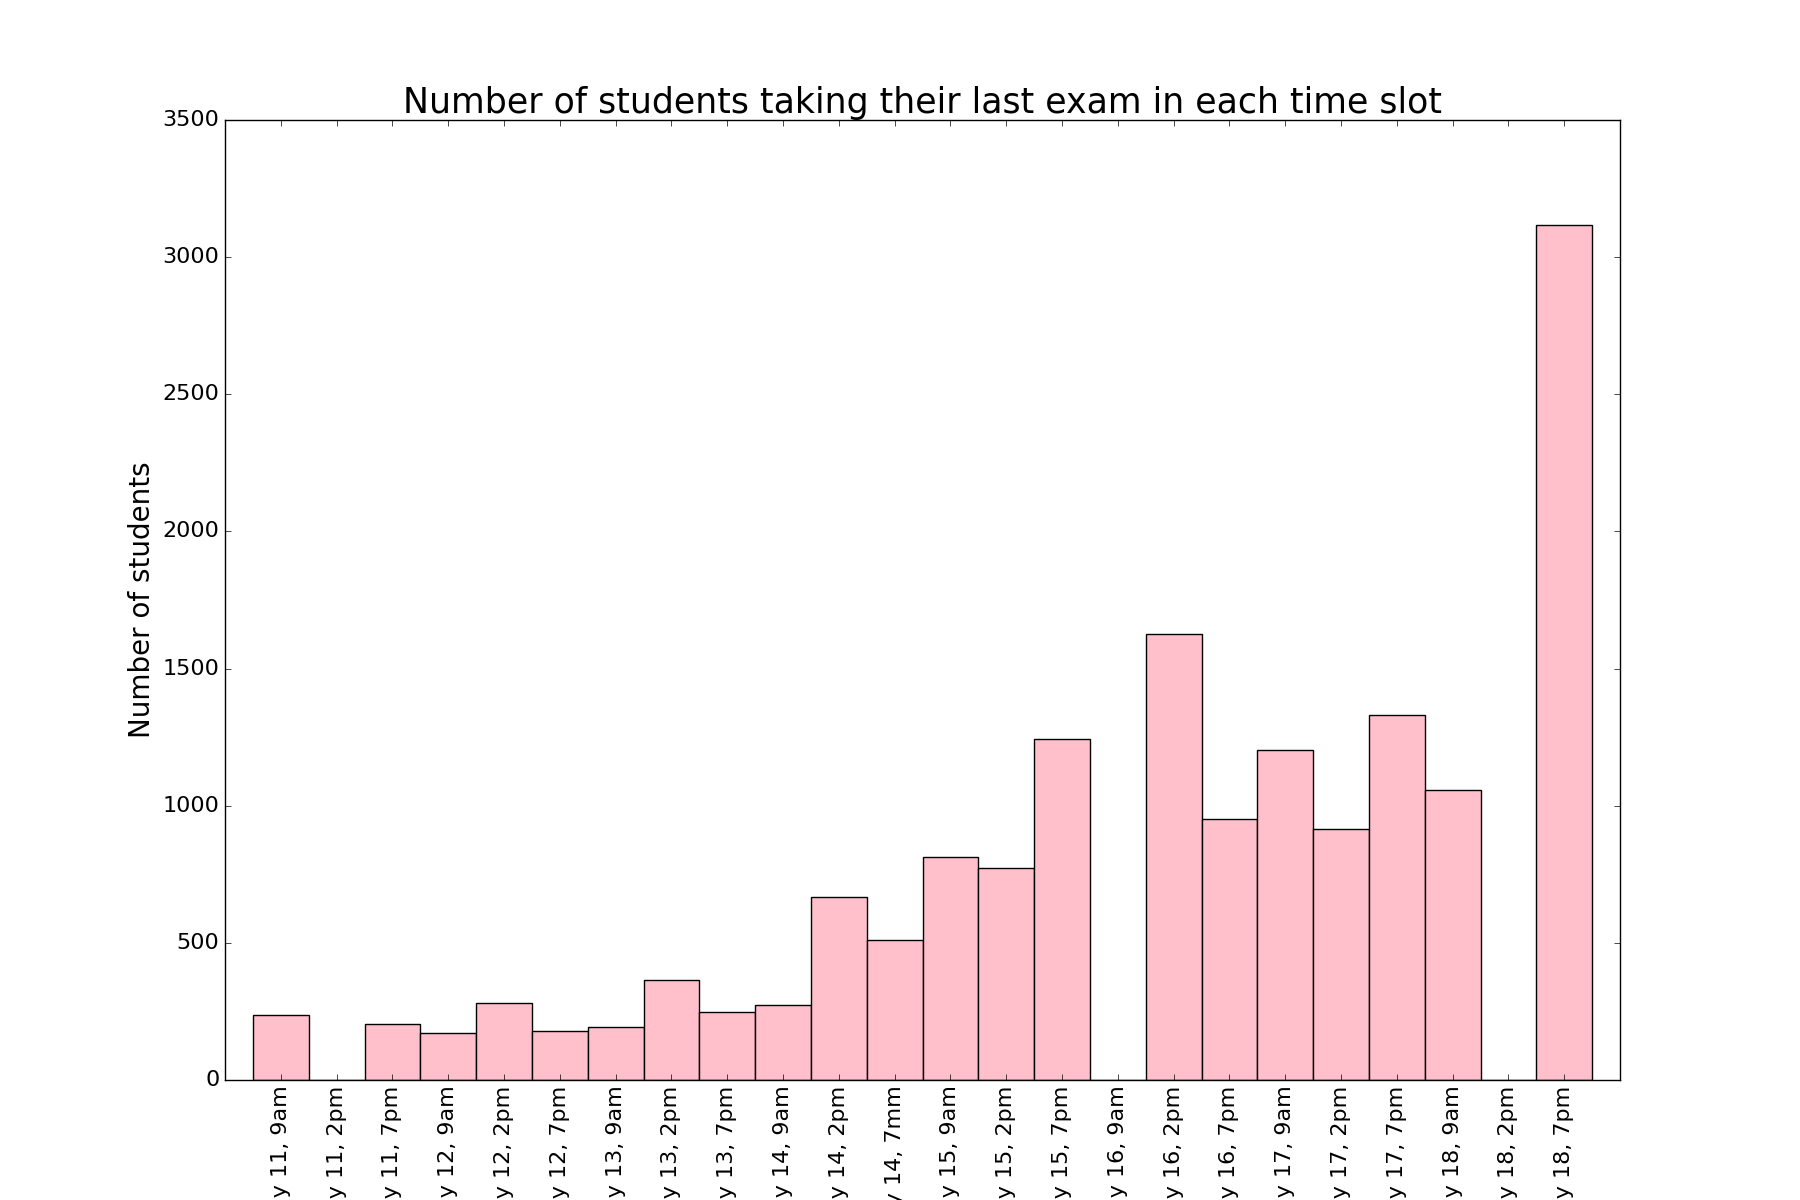 Number of students taking their last exam in each time slot
Number of students
3500
3000
2500
2000
1500
1000
500
0
y 11, 9am
y 11, 2pm
y 11, 7pm
y 12, 9am
y 12, 2pm
y 12, 7pm
y 13, 9am
y 13, 2pm
y 13, 7pm
y 14, 9am
y 14, 2pm
y 14, 7mm
y 15, 9am
y 15, 2pm
y 15, 7pm
y 16, 9am
y 16, 2pm
y 16, 7pm
y 17, 9am
y 17, 2pm
y 17, 7pm
y 18, 9am
y 18, 2pm
y 18, 7pm